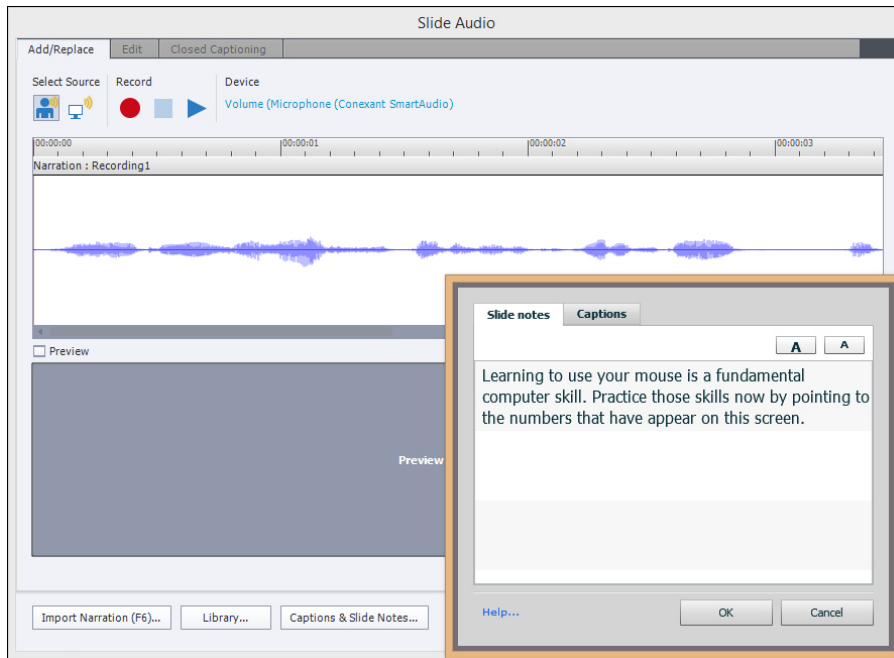 Slide Audio
Add/Replace Edit Closed Captioning
Select Source Record Device
Volume (Microphone (Conexant SmartAudio)
00:00:00 00:00:01 00:00:02 00:00:03
Narration : Recording1
Preview
Preview
Import Narration (F6)... Library... Captions & Slide Notes...
Slide notes Captions
A A
Learning to use your mouse is a fundamental
computer skill. Practice those skills now by pointing to
the numbers that have appear on this screen.
Help... OK Cancel